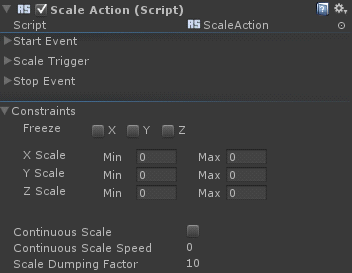 RS Scale Action (Script)
Script RS ScaleAction
Start Event
Scale Trigger
Stop Event
Constraints
Freeze X Y Z
X Scale Min 0 Max 0
Y Scale Min 0 Max 0
Z Scale Min 0 Max 0
Continuous Scale
Continuous Scale Speed 0
Scale Dumping Factor 10